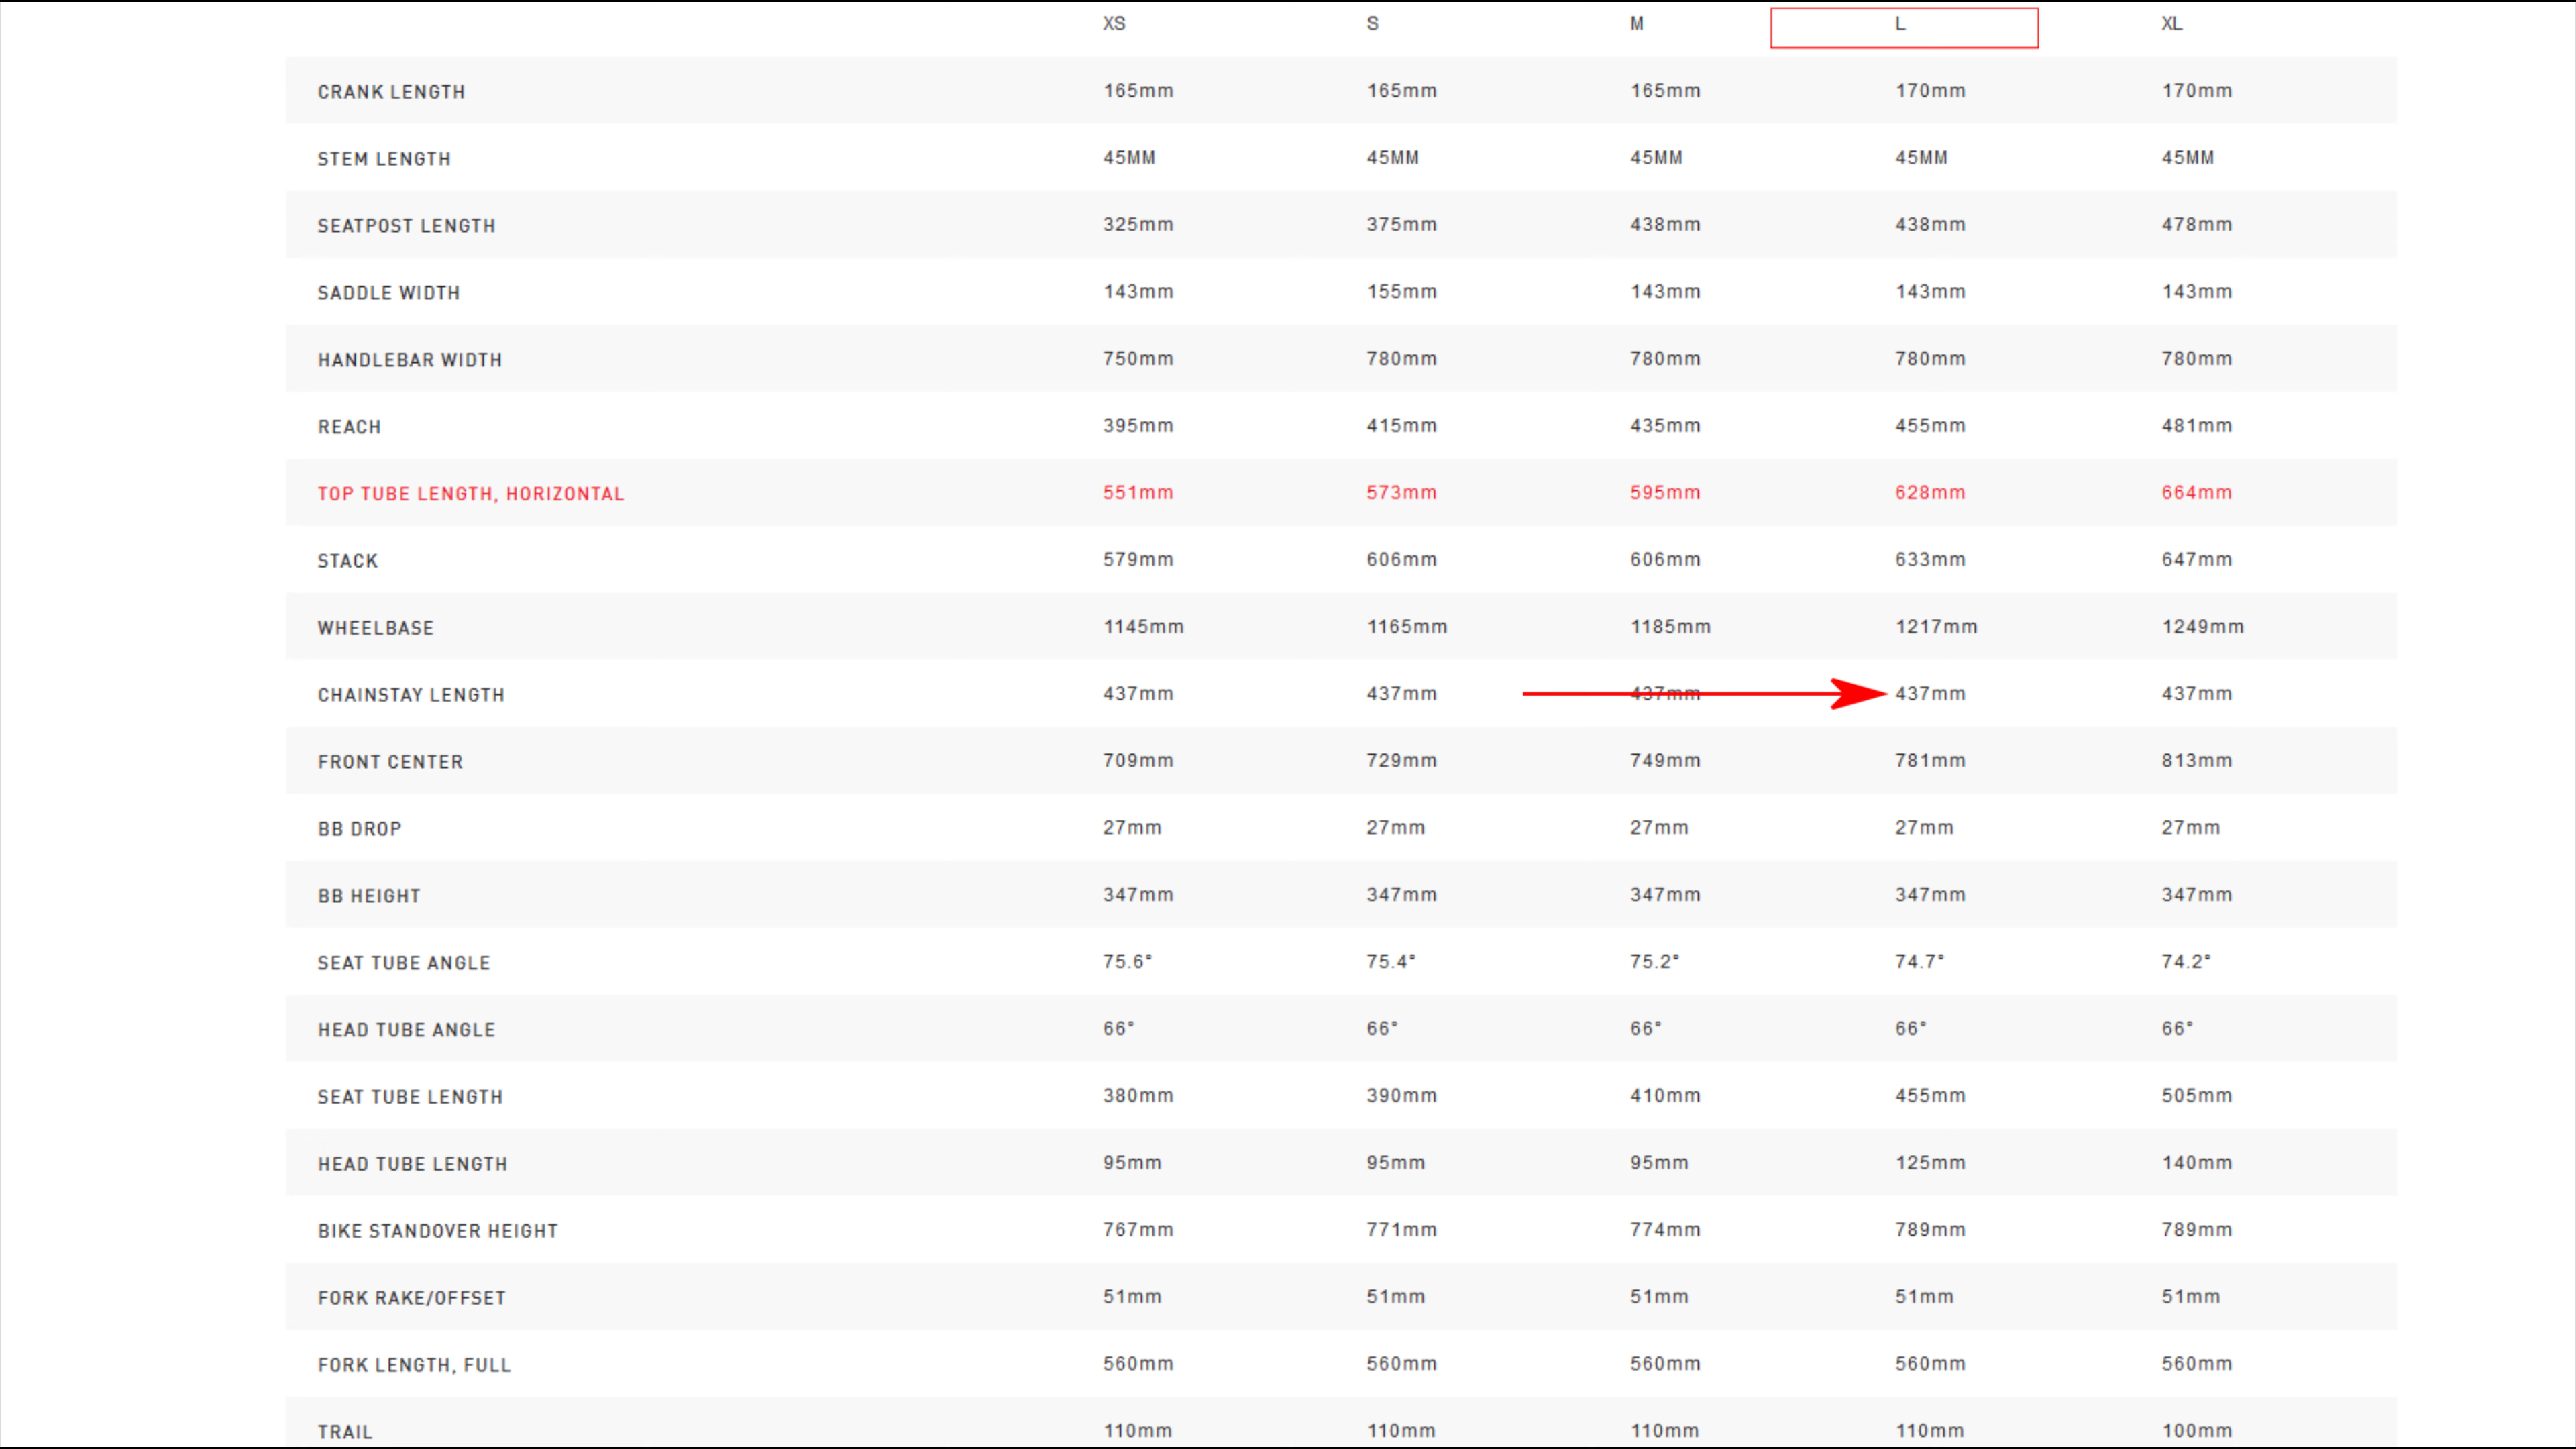 XS S M L XL
CRANK LENGTH 165mm 165mm 165mm 170mm 170mm
STEM LENGTH 45MM 45MM 45MM 45MM 45MM
SEATPOST LENGTH 325mm 375mm 438mm 438mm 478mm
SADDLE WIDTH 143mm 155mm 143mm 143mm 143mm
HANDLEBAR WIDTH 750mm 780mm 780mm 780mm 780mm
REACH 395mm 415mm 435mm 455mm 481mm
TOP TUBE LENGTH, HORIZONTAL 551mm 573mm 595mm 628mm 664mm
STACK 579mm 606mm 606mm 633mm 647mm
WHEELBASE 1145mm 1165mm 1185mm 1217mm 1249mm
CHAINSTAY LENGTH 437mm 437mm 437mm 437mm 437mm
FRONT CENTER 709mm 729mm 749mm 781mm 813mm
BB DROP 27mm 27mm 27mm 27mm 27mm
BB HEIGHT 347mm 347mm 347mm 347mm 347mm
SEAT TUBE ANGLE 75.6° 75.4° 75.2° 74.7° 74.2°
HEAD TUBE ANGLE 66° 66° 66° 66° 66°
SEAT TUBE LENGTH 380mm 390mm 410mm 455mm 505mm
HEAD TUBE LENGTH 95mm 95mm 95mm 125mm 140mm
BIKE STANDOVER HEIGHT 767mm 771mm 774mm 789mm 789mm
FORK RAKE/OFFSET 51mm 51mm 51mm 51mm 51mm
FORK LENGTH, FULL 560mm 560mm 560mm 560mm 560mm
TRAIL 110mm 110mm 110mm 110mm 100mm